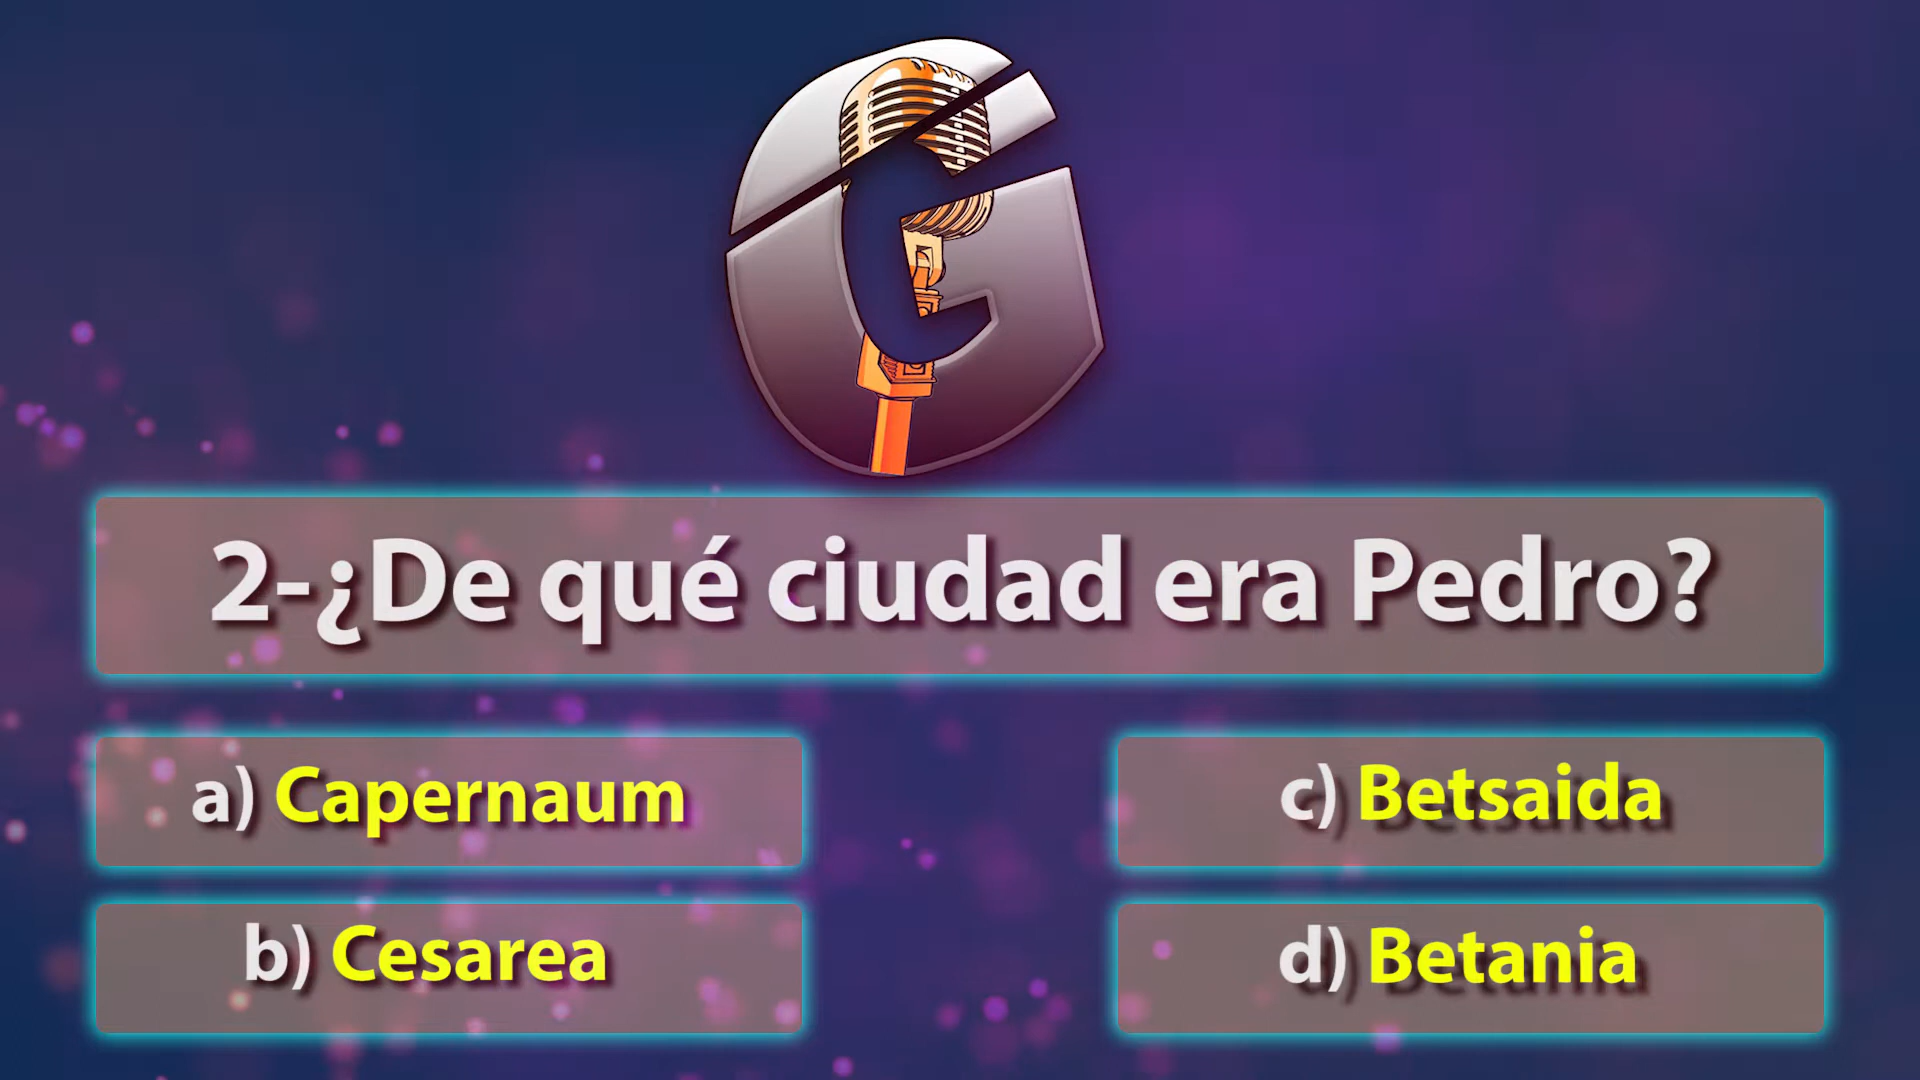 G
2-¿De qué ciudad era Pedro?
a) Capernaum
c) Betsaida
b) Cesarea
d) Betania